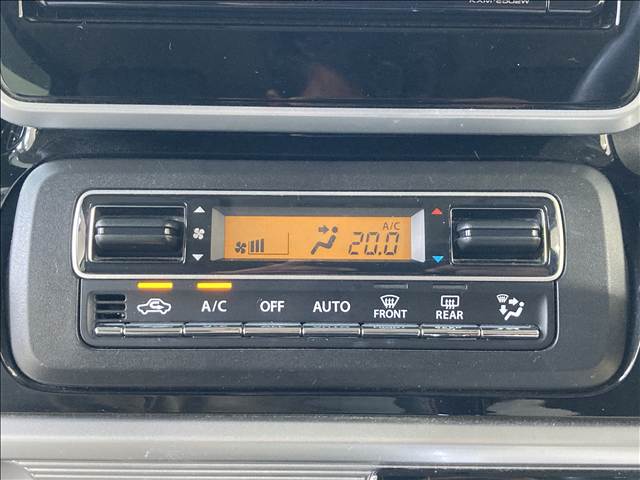 KXM-E502W
A/C
20.0
A/C OFF AUTO FRONT REAR